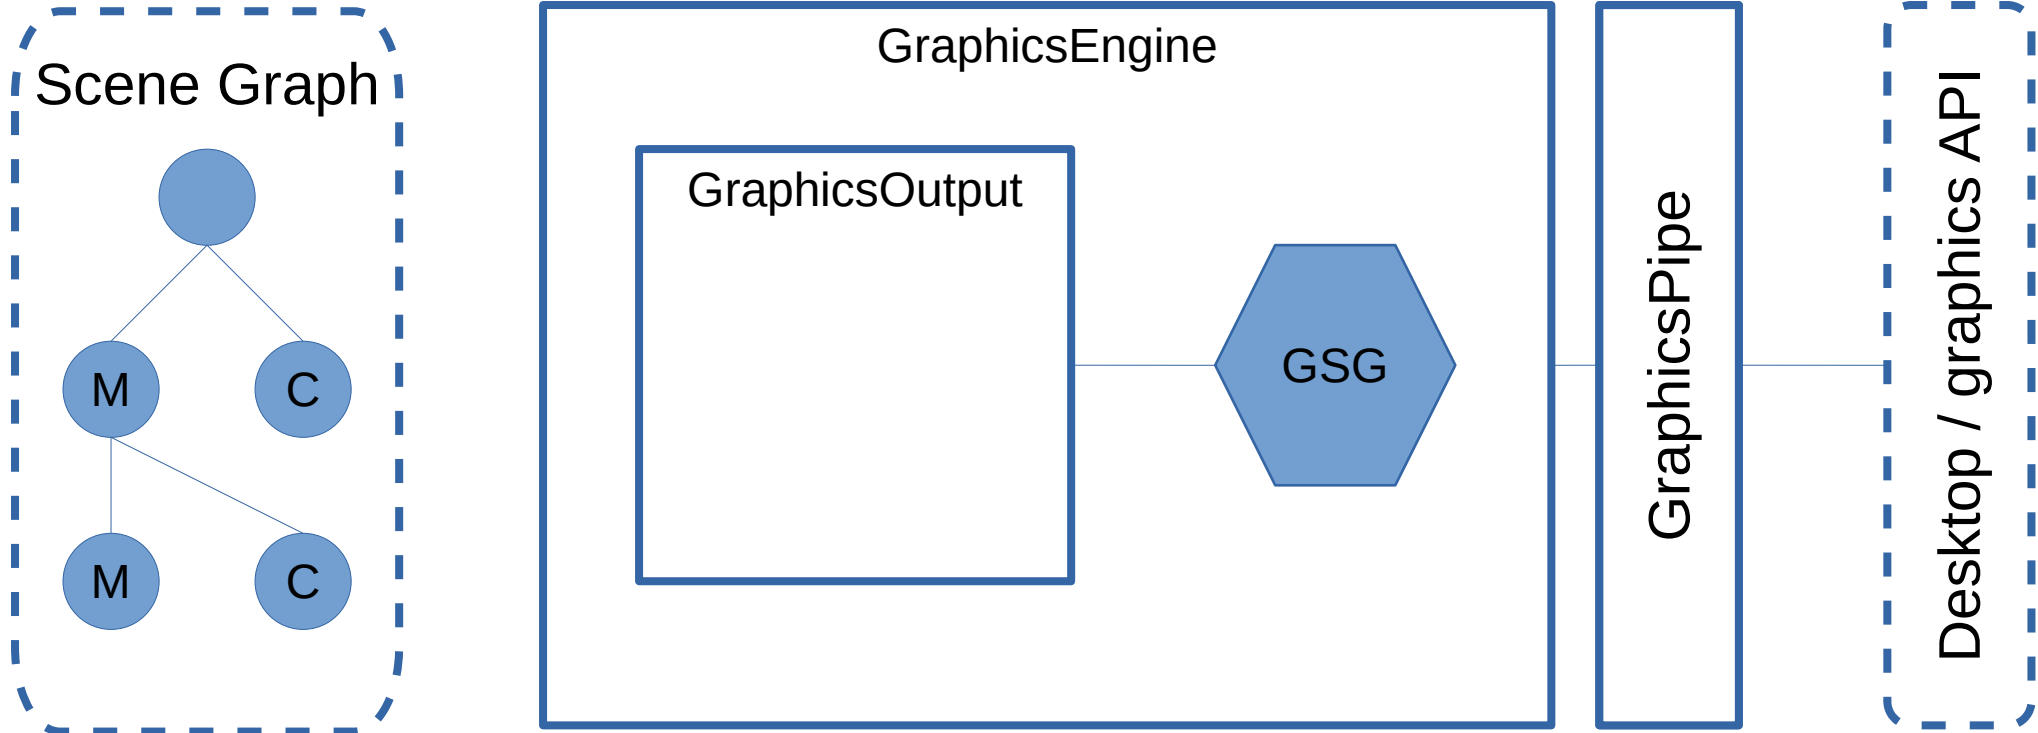 Scene Graph
M
C
M
C
GraphicsEngine
GraphicsOutput
GSG
GraphicsPipe
Desktop / graphics API